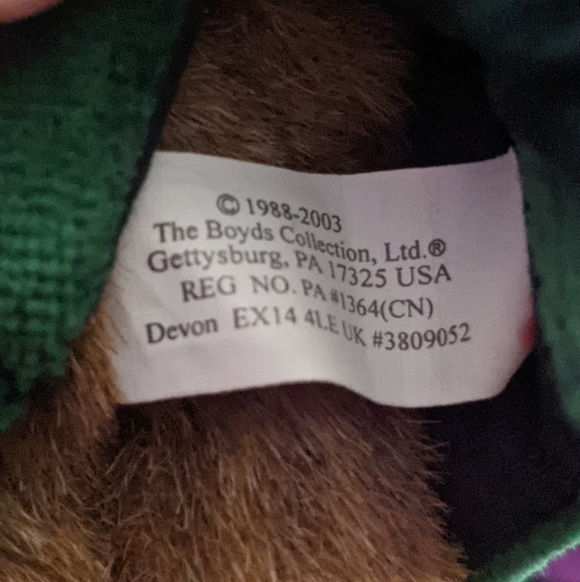 © 1988-2003
The Boyds Collection, Ltd.®
Gettysburg, PA 17325 USA
REG NO. PA #1364(CN)
Devon EX14 4LE UK #3809052